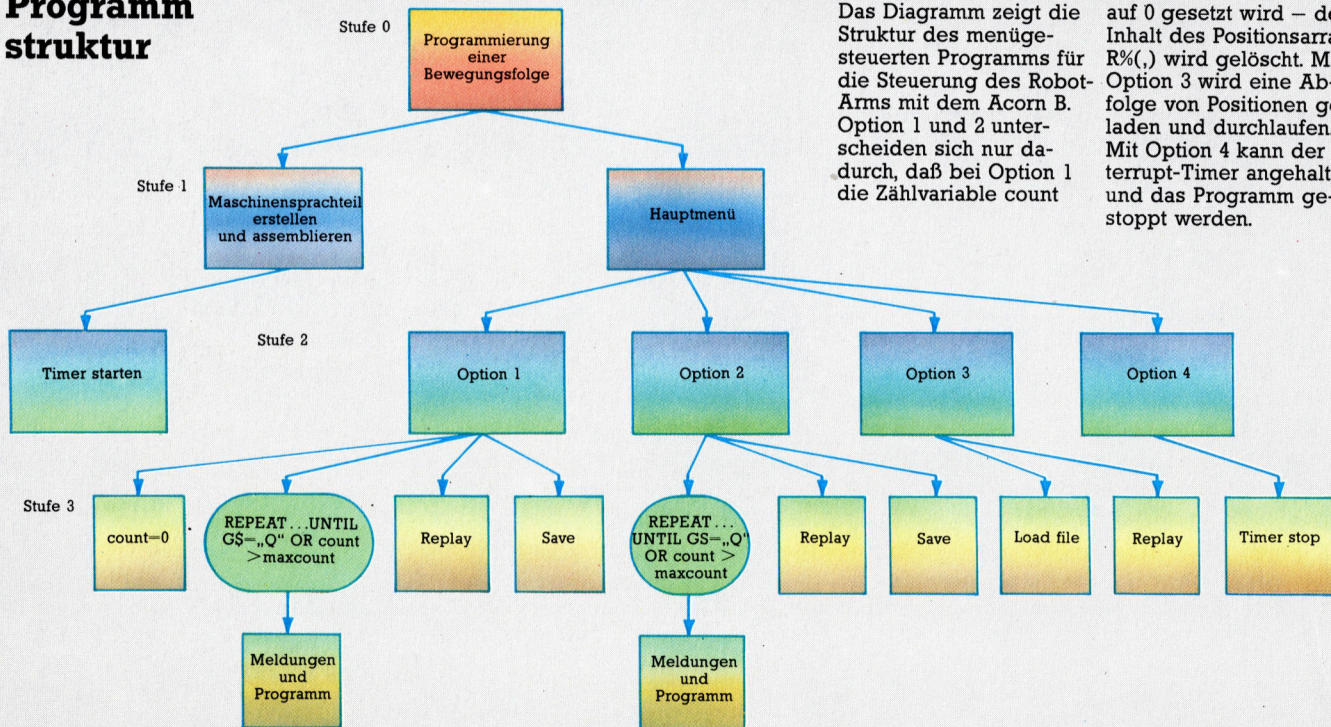 Programm
struktur
Das Diagramm zeigt die
Struktur des menüge-
steuerten Programms für
die Steuerung des Robot-
Arms mit dem Acorn B.
Option 1 und 2 unter-
scheiden sich nur da-
durch, daß bei Option 1
die Zählvariable count
auf 0 gesetzt wird –
Inhalt des
R%(,) wird gelöscht.
Option 3 wird eine Ab-
folge von Positionen
laden und durchlaufen
Mit Option 4 kann der
terrupt-Timer
und das Programm ge-
stoppt werden.
Stufe 0
Programmierung
einer
Bewegungsfolge
Stufe 1
Maschinensprachteil
erstellen
und assemblieren
Hauptmenü
Stufe 2
Timer starten
Option 1
Option 2
Option 3
Option 4
Stufe 3
count=0
REPEAT...UNTIL
G$=„Q“ OR count
>maxcount
Replay
Save
REPEAT...
UNTIL GS=„Q“
OR count >
maxcount
Replay
Save
Load file
Replay
Timer stop
Meldungen
und
Programm
Meldungen
und
Programm